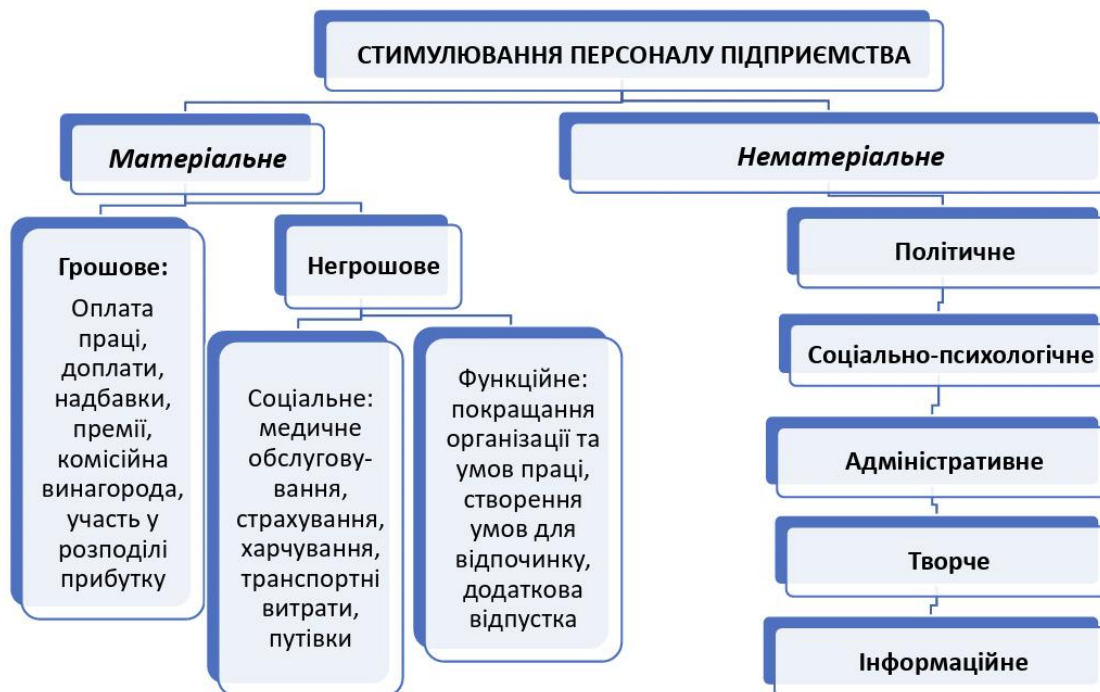 СТИМУЛЮВАННЯ ПЕРСОНАЛУ ПІДПРИЄМСТВА
Матеріальне
Нематеріальне
Грошове:
Оплата
праці,
доплати,
надбавки,
премії,
комісійна
винагорода,
участь у
розподілі
прибутку
Негрошове
Соціальне:
медичне
обслугову-
вання,
страхування,
харчування,
транспортні
витрати,
путівки
Функційне:
покращання
організації та
умов праці,
створення
умов для
відпочинку,
додаткова
відпустка
Політичне
Соціально-психологічне
Адміністративне
Творче
Інформаційне